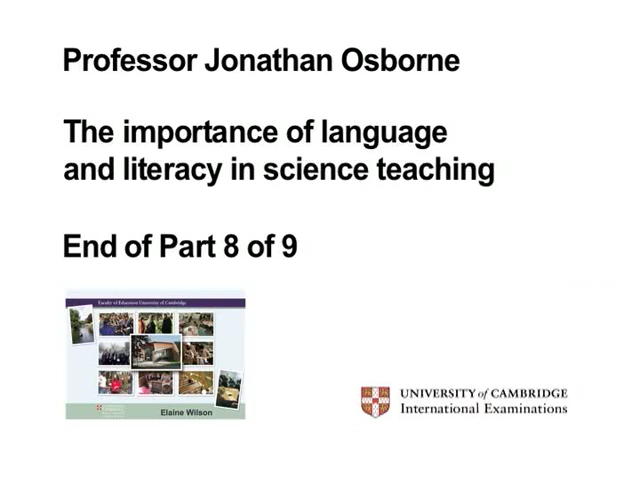 Professor Jonathan Osborne
The importance of language
and literacy in science teaching
End of Part 8 of 9
Faculty of Education University of Cambridge
Elaine Wilson
UNIVERSITY of CAMBRIDGE
International Examinations